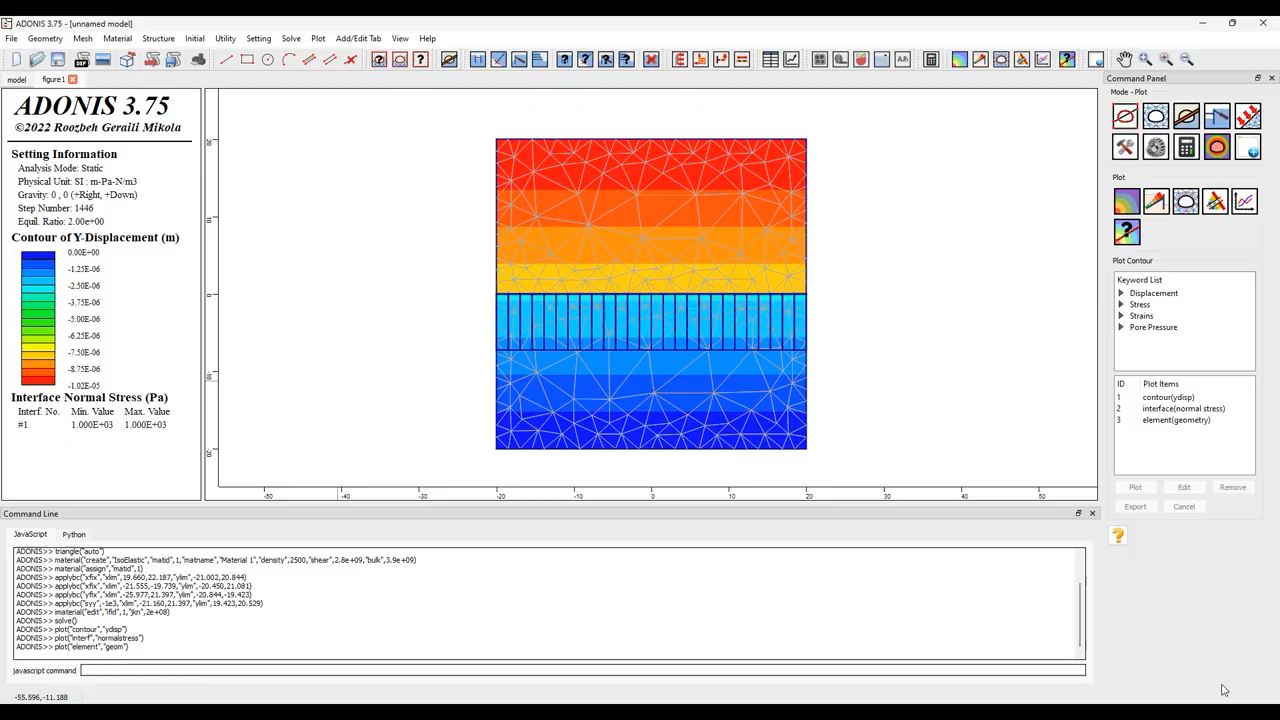 ADONIS 3.75 - [unnamed model]
File Geometry Mesh Material Structure Initial Utility Setting Solve Plot Add/Edit Tab View Help
model figure1
ADONIS 3.75
©2022 Roozbeh Geraili Mikola
Setting Information
Analysis Mode: Static
Physical Unit: SI : m-Pa-N/m3
Gravity: 0 , 0 (+Right, +Down)
Step Number: 1446
Equil. Ratio: 2.00e+00
Contour of Y-Displacement (m)
0.00E+00
-1.25E-06
-2.50E-06
-3.75E-06
-5.00E-06
-6.25E-06
-7.50E-06
-8.75E-06
-1.02E-05
Interface Normal Stress (Pa)
Interf. No. Min. Value Max. Value
#1 1.000E+03 1.000E+03
20
10
0
-10
-20
-50 -40 -30 -20 -10 0 10 20 30 40 50
Command Panel
Mode - Plot
Plot
Plot Contour
Keyword List
Displacement
Stress
Strains
Pore Pressure
ID Plot Items
1 contour(ydisp)
2 interface(normal stress)
3 element(geometry)
Plot Edit Remove
Export Cancel
Command Line
JavaScript Python
ADONIS>> triangle("auto")
ADONIS>> material("create","IsoElastic","matid",1,"matname","Material 1","density",2500,"shear",2.8e+09,"bulk",3.9e+09)
ADONIS>> material("assign","matid",1)
ADONIS>> applybc("xfix","xlim",19.660,22.187,"ylim",-21.002,20.844)
ADONIS>> applybc("xfix","xlim",-21.555,-19.739,"ylim",-20.450,21.081)
ADONIS>> applybc("yfix","xlim",-25.977,21.397,"ylim",-20.844,-19.423)
ADONIS>> applybc("syy",-1e3,"xlim",-21.160,21.397,"ylim",19.423,20.529)
ADONIS>> imaterial("edit","ifid",1,"jkn",2e+08)
ADONIS>> solve()
ADONIS>> plot("contour","ydisp")
ADONIS>> plot("interf","normalstress")
ADONIS>> plot("element","geom")
javascript command
-55.596,-11.188